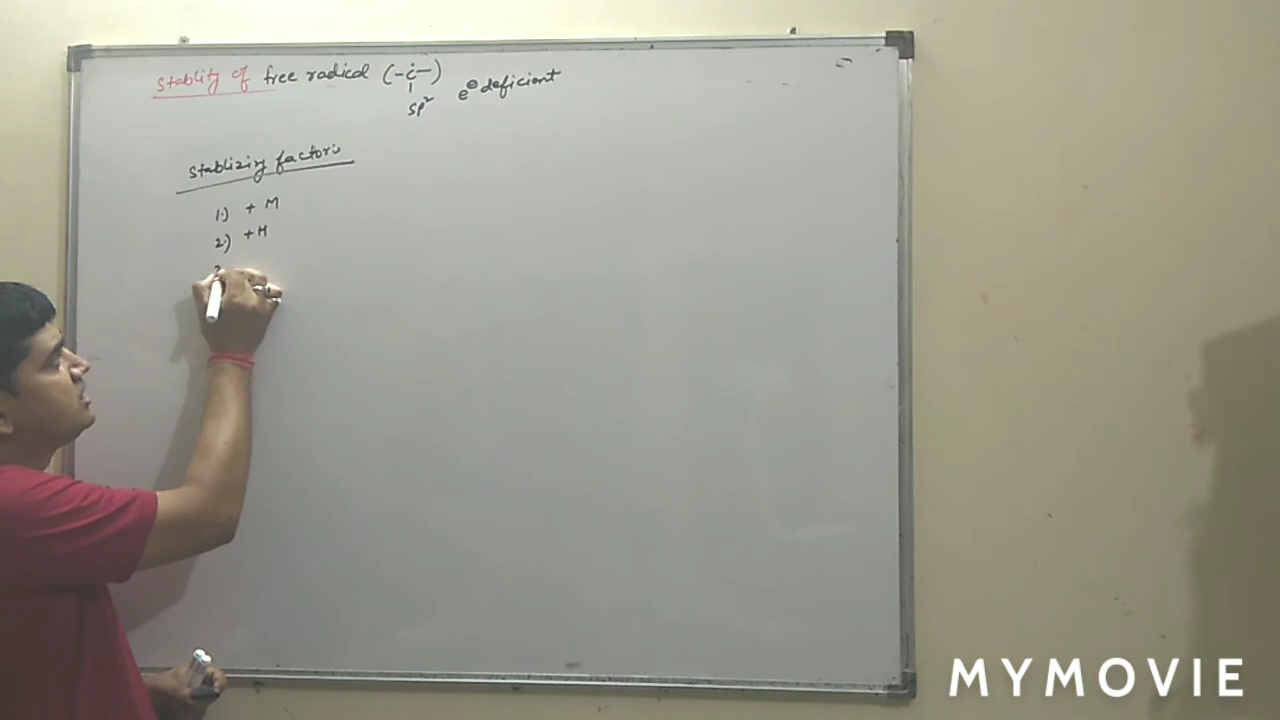 Stablity of free radical (-Ċ-) e⊖ deficient
sp²
Stablizing factors
1.) + M
2.) + H
MYMOVIE